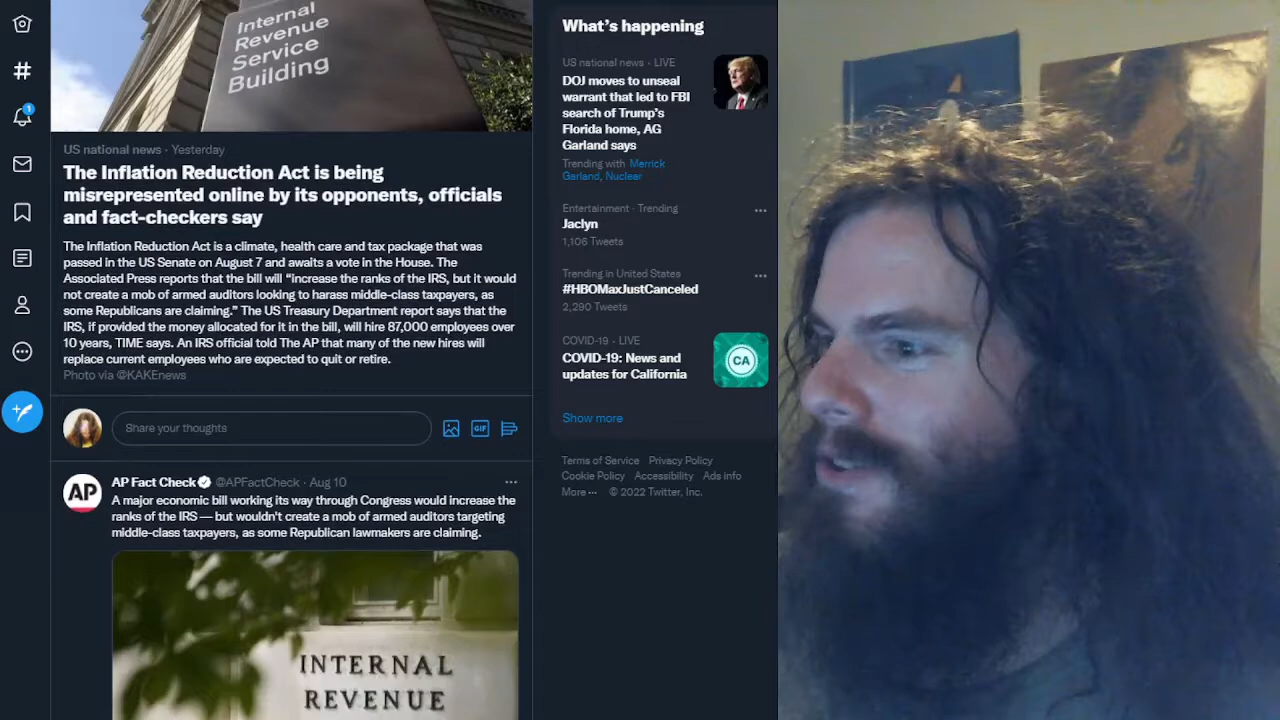 Internal
Revenue
Service
Building
US national news · Yesterday
The Inflation Reduction Act is being
misrepresented online by its opponents, officials
and fact-checkers say
The Inflation Reduction Act is a climate, health care and tax package that was
passed in the US Senate on August 7 and awaits a vote in the House. The
Associated Press reports that the bill will “increase the ranks of the IRS, but it would
not create a mob of armed auditors looking to harass middle-class taxpayers, as
some Republicans are claiming.” The US Treasury Department report says that the
IRS, if provided the money allocated for it in the bill, will hire 87,000 employees over
10 years, TIME says. An IRS official told The AP that many of the new hires will
replace current employees who are expected to quit or retire.
Photo via @KAKEnews
Share your thoughts
GIF
AP
AP Fact Check @APFactCheck · Aug 10
A major economic bill working its way through Congress would increase the
ranks of the IRS — but wouldn't create a mob of armed auditors targeting
middle-class taxpayers, as some Republican lawmakers are claiming.
INTERNAL
REVENUE
1
What’s happening
US national news · LIVE
DOJ moves to unseal
warrant that led to FBI
search of Trump’s
Florida home, AG
Garland says
Trending with Merrick
Garland, Nuclear
Entertainment · Trending
Jaclyn
1,106 Tweets
Trending in United States
#HBOMaxJustCanceled
2,290 Tweets
COVID-19 · LIVE
COVID-19: News and
updates for California
CA
Show more
Terms of Service Privacy Policy
Cookie Policy Accessibility Ads info
More ··· © 2022 Twitter, Inc.